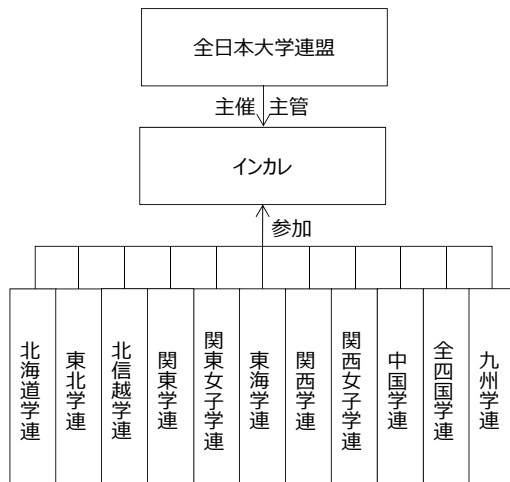 全日本大学連盟
主催 主管
インカレ
参加
北海道学連
東北学連
北信越学連
関東学連
関東女子学連
東海学連
関西学連
関西女子学連
中国学連
全四国学連
九州学連